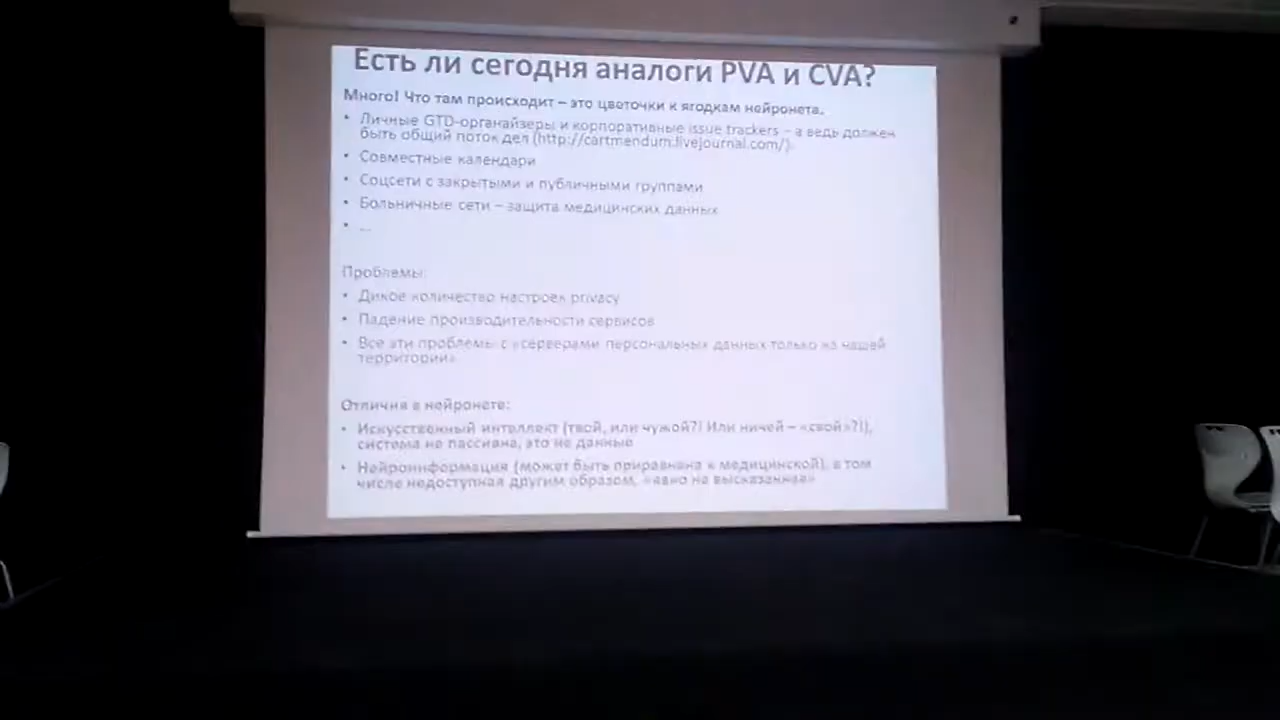 Есть ли сегодня аналоги PVA и CVA?
Много! Что там происходит – это цветочки к ягодкам нейронета.
• Личные GTD-органайзеры и корпоративные issue trackers – а ведь должен
быть общий поток дел (http://cartmendum.livejournal.com/).
• Совместные календари
• Соцсети с закрытыми и публичными группами
• Больничные сети – защита медицинских данных
• ...
Проблемы:
• Дикое количество настроек privacy
• Падение производительности сервисов
• Все эти проблемы с «серверами персональных данных только на нашей
территории».
Отличия в нейронете:
• Искусственный интеллект (твой, или чужой?! Или ничей – «свой»?!),
система не пассивна, это не данные
• Нейроинформация (может быть приравнена к медицинской), в том
числе недоступная другим образом, «явно не высказанная»